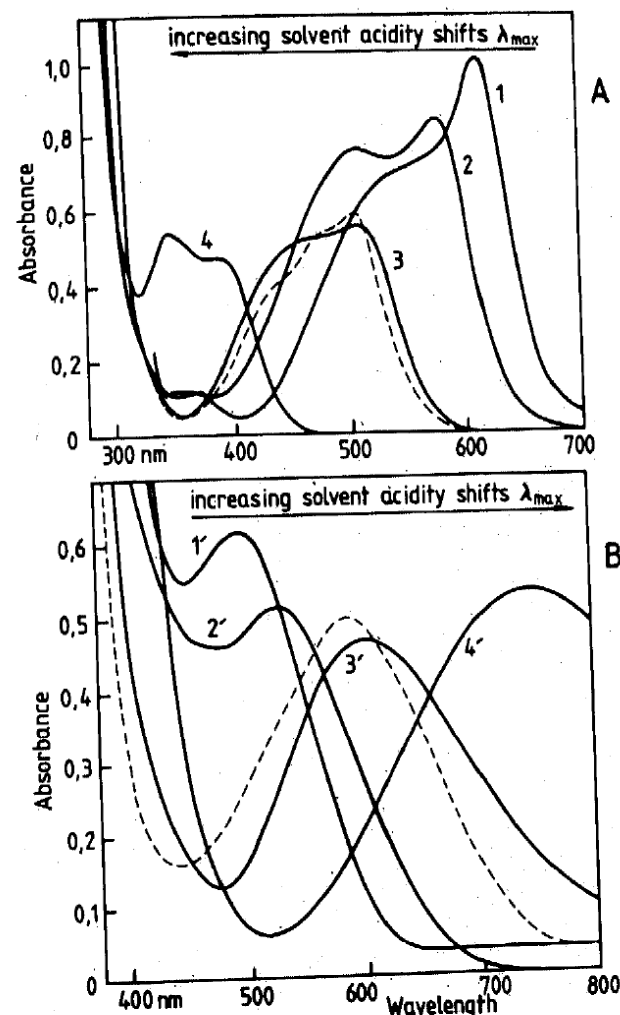 increasing solvent acidity shifts λmax
A
1,0
0,8
0,6
0,4
0,2
0
Absorbance
1
2
3
4
300 nm 400 500 600 700
increasing solvent acidity shifts λmax
B
0,6
0,5
0,4
0,3
0,2
0,1
0
Absorbance
1´
2´
3´
4´
400 nm 500 600 700 800
Wavelength